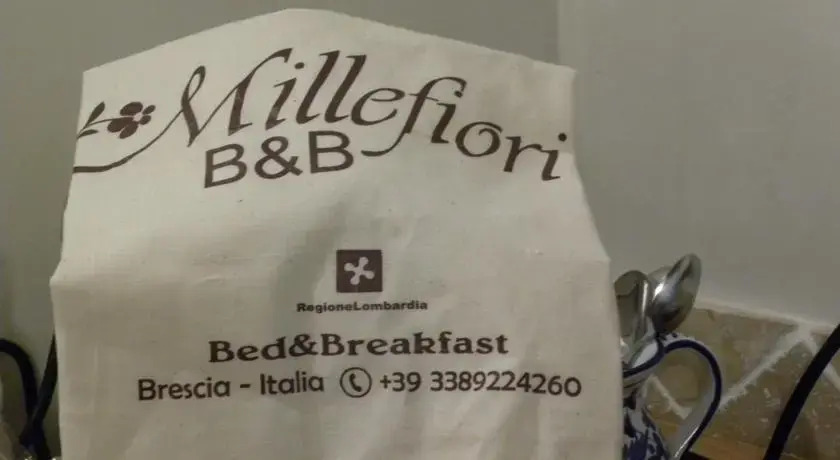 Millefiori
B&B
RegioneLombardia
Bed&Breakfast
Brescia - Italia +39 3389224260